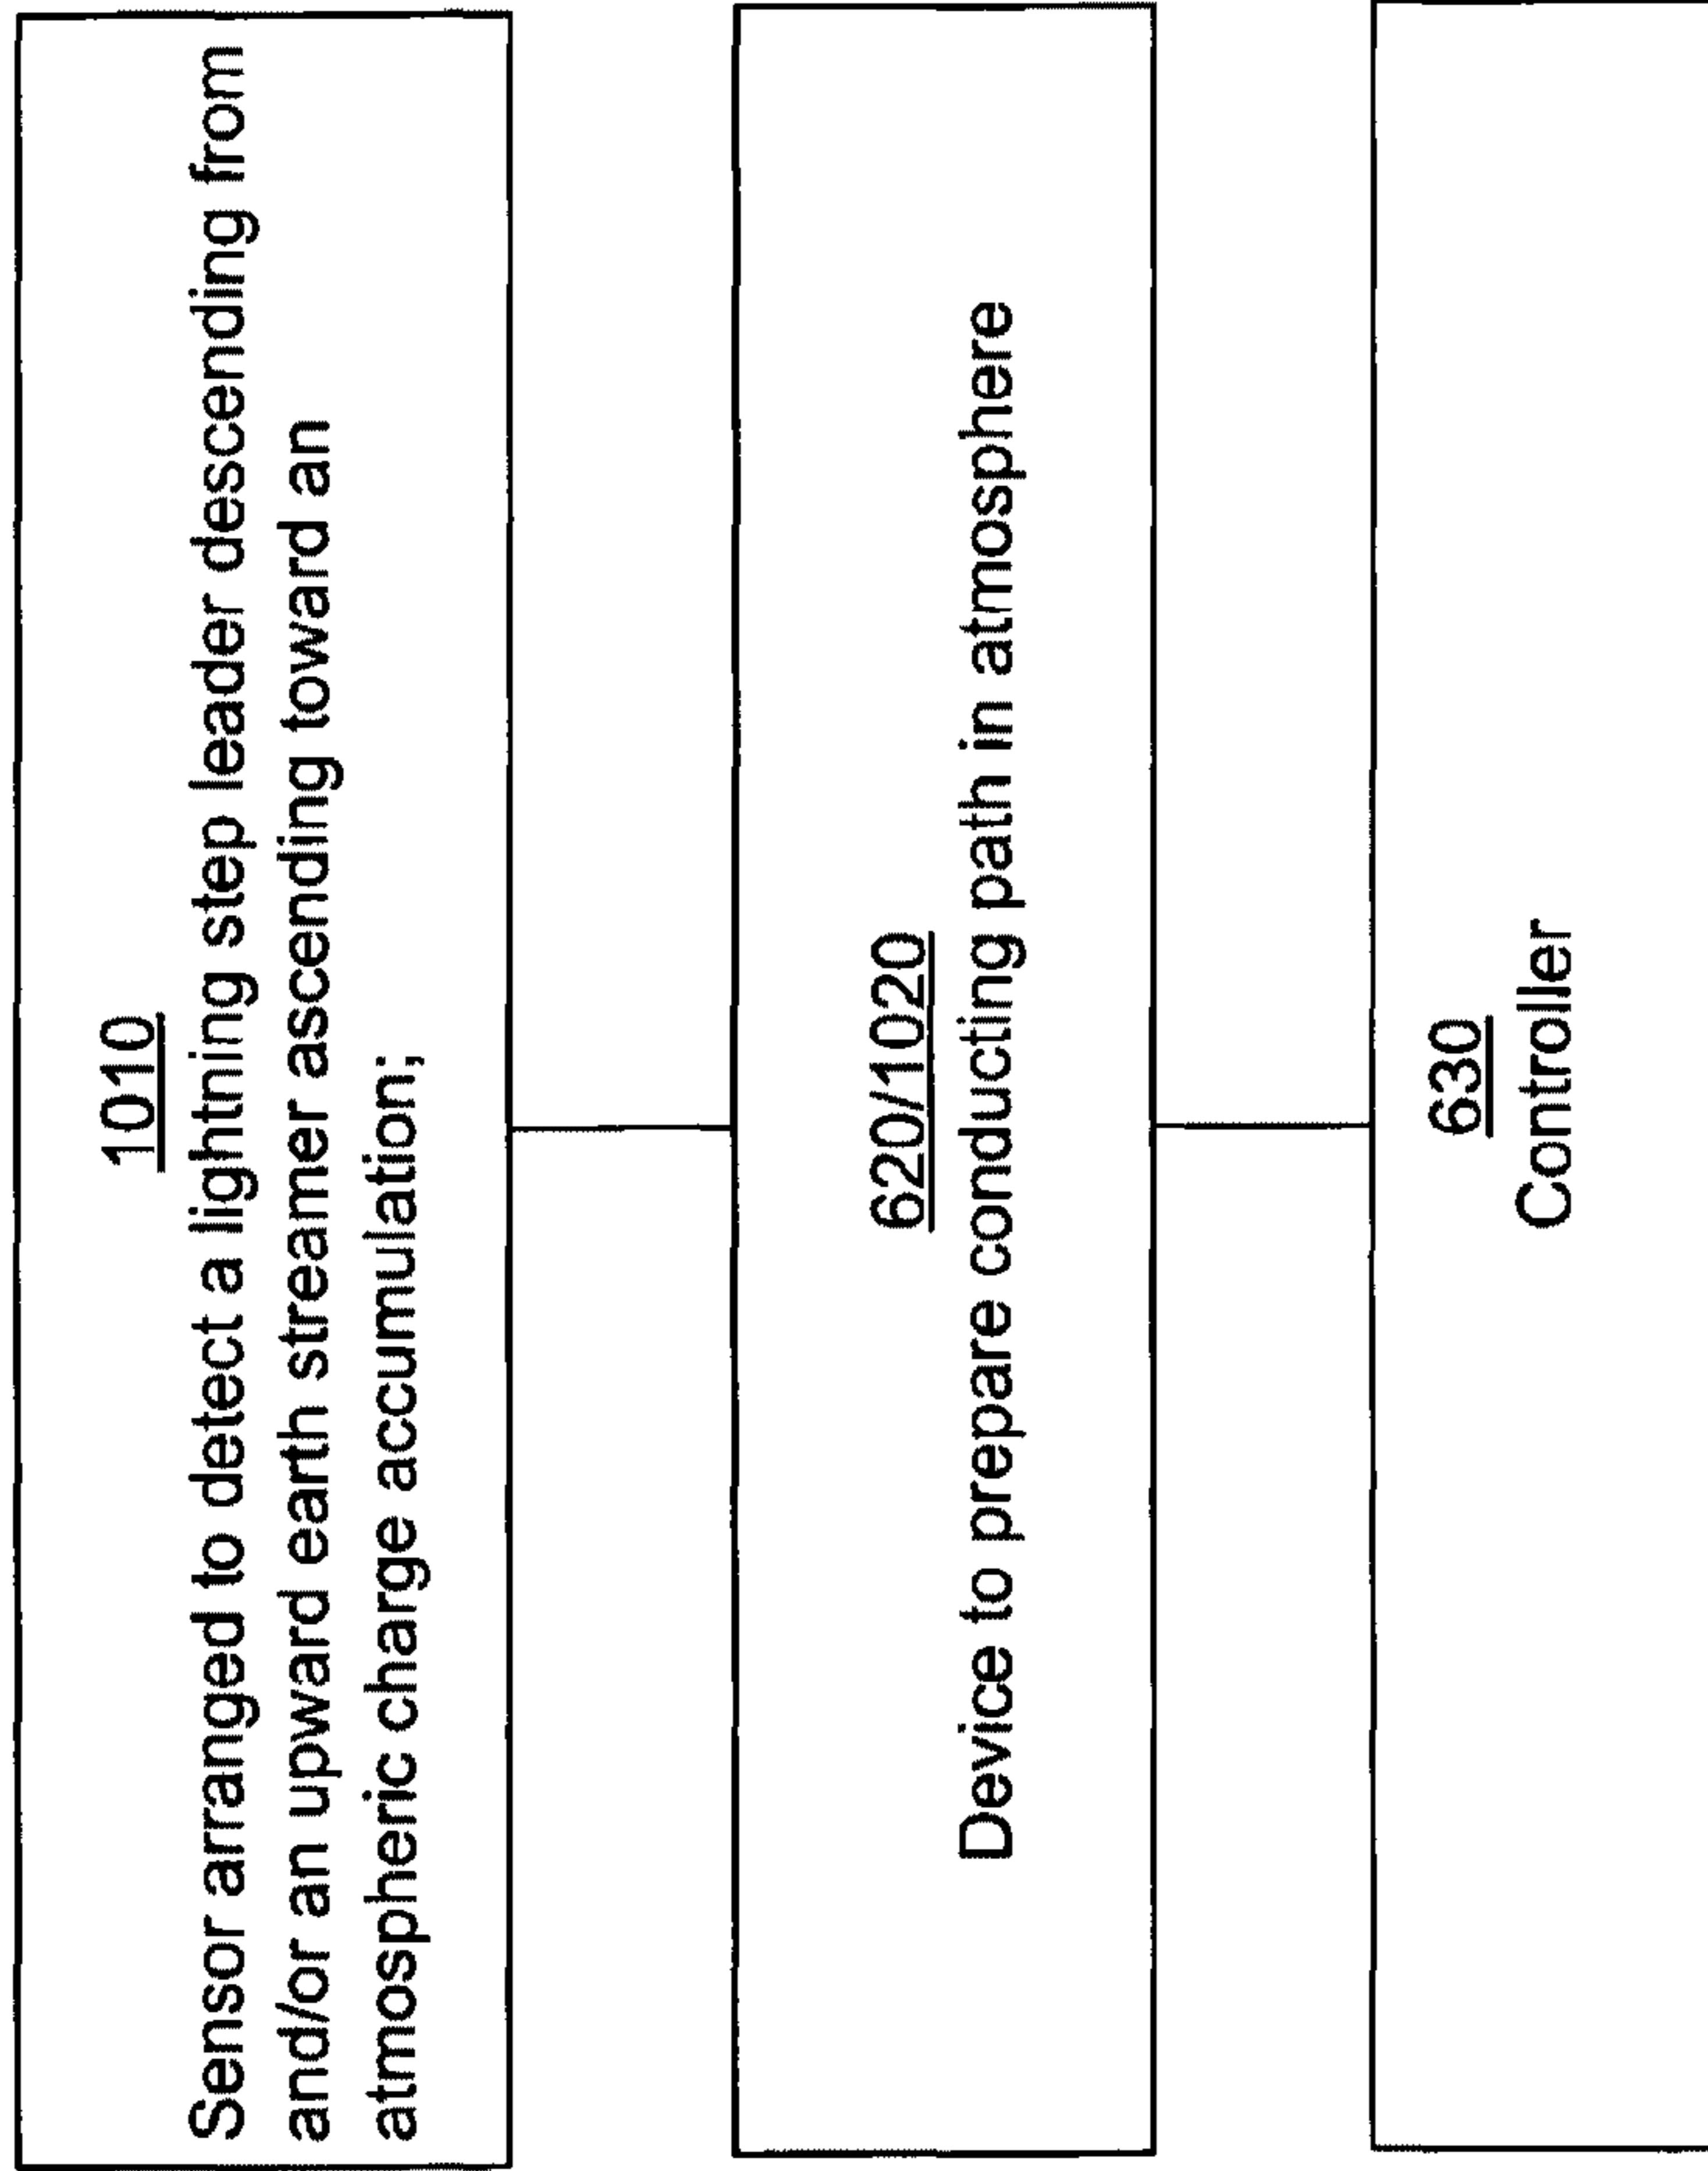 1010
Sensor arranged to detect a lightning step leader descending from
and/or an upward earth streamer ascending toward an
atmospheric charge accumulation;
620/1020
Device to prepare conducting path in atmosphere
630
Controller